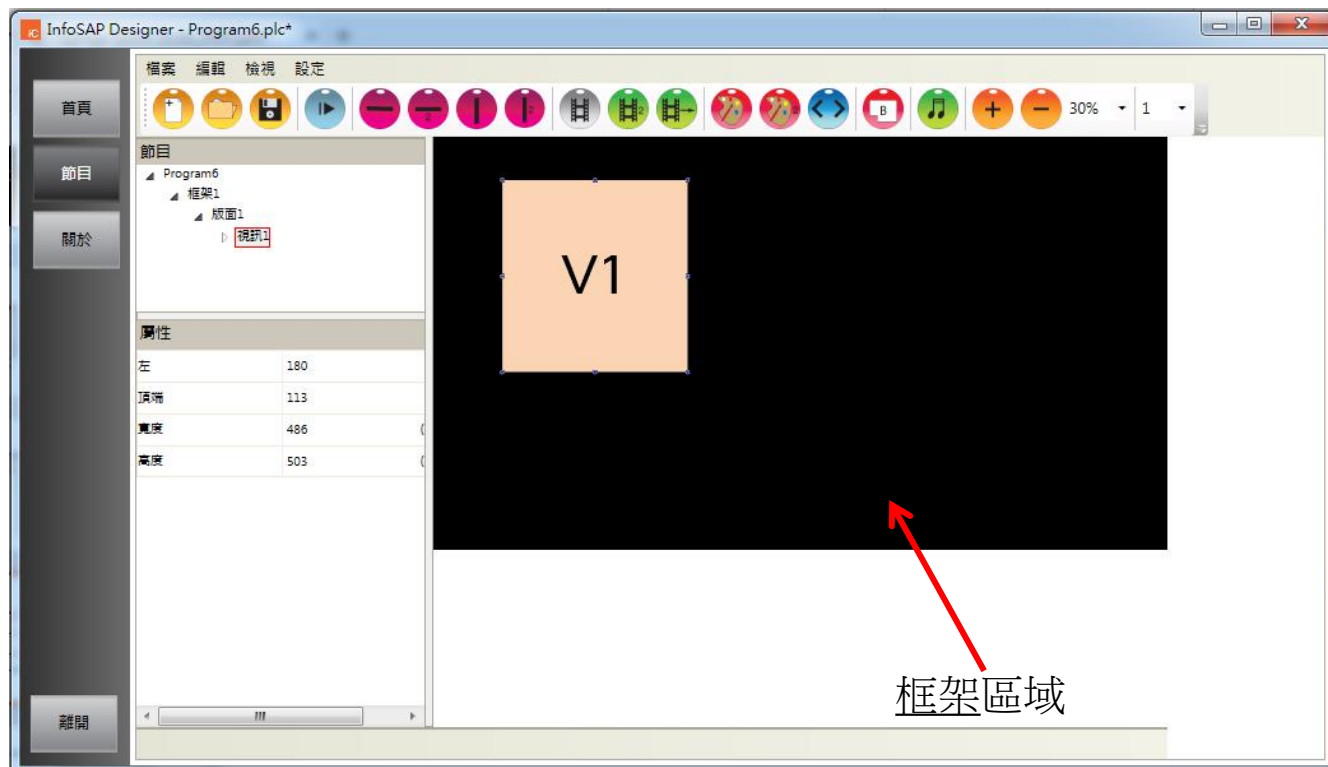 InfoSAP Designer - Program6.plc*
檔案 編輯 檢視 設定
首頁
節目
關於
離開
30% 1
B
節目
Program6
框架1
版面1
視訊1
屬性
左 180
頂端 113
寬度 486 (
高度 503 (
V1
框架區域